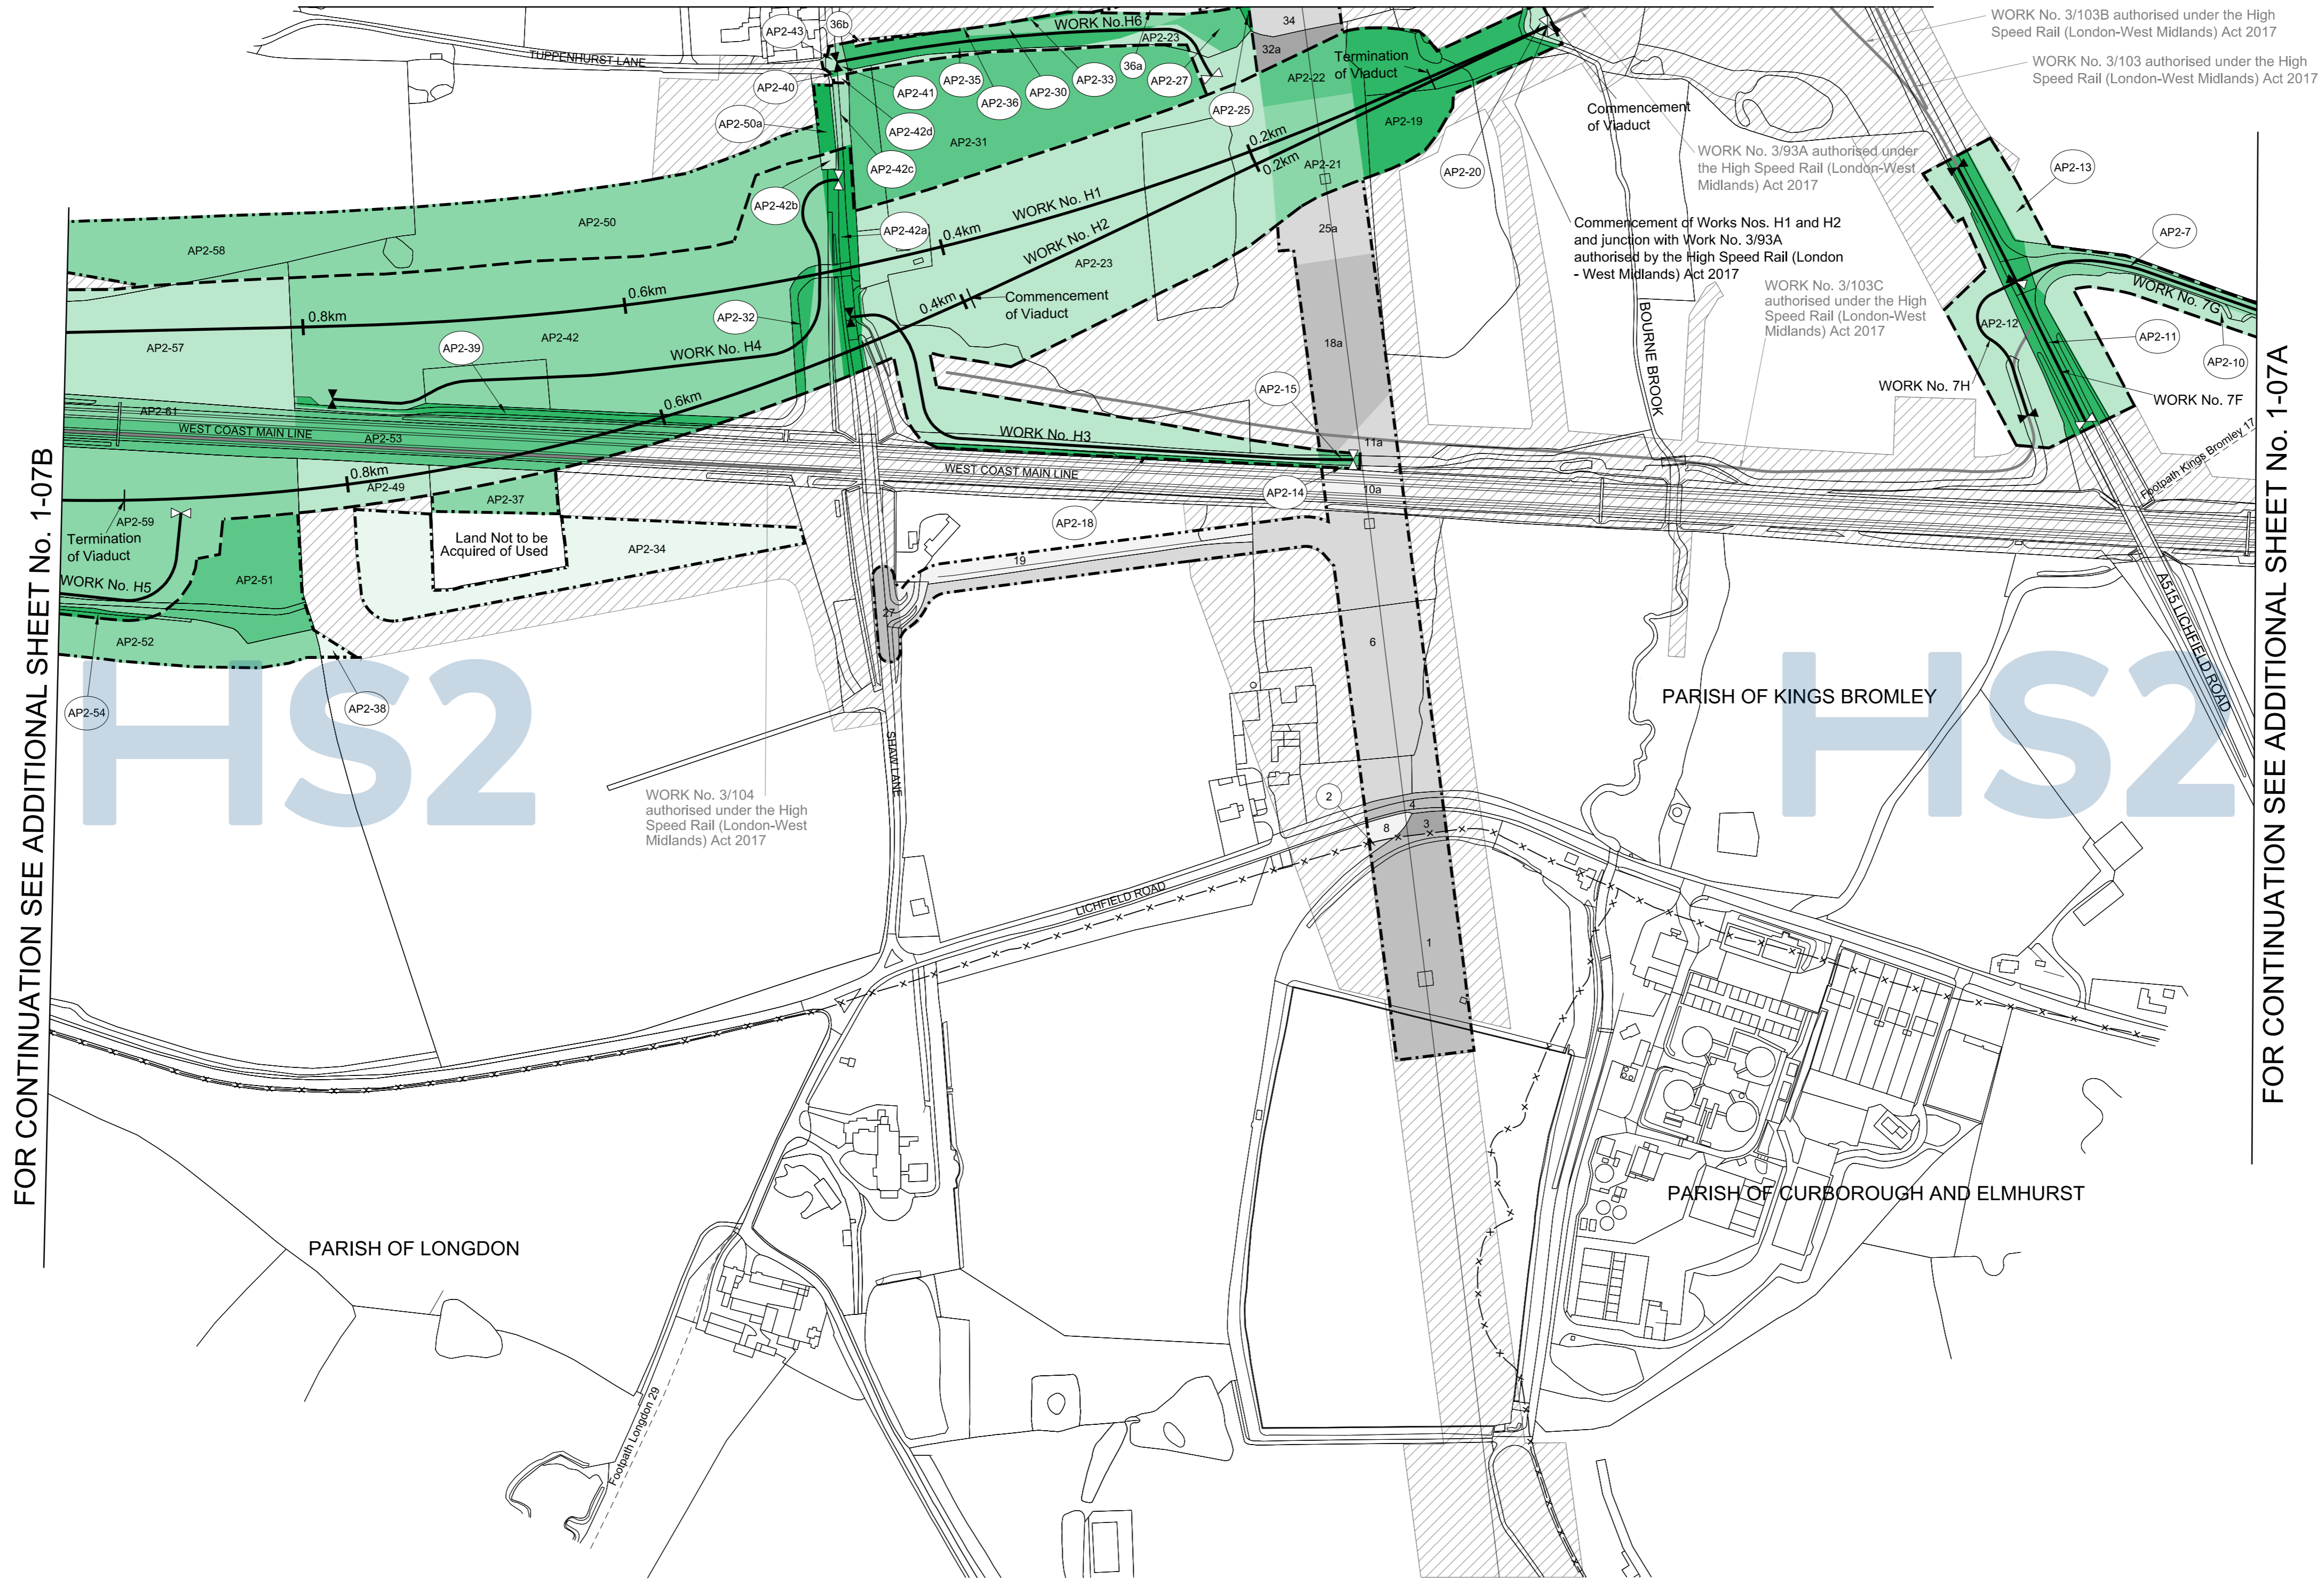 36b
WORK No.H6
34
WORK No. 3/103B authorised under the High
Speed Rail (London-West Midlands) Act 2017
AP2-43
AP2-23
32a
TUPPENHURST LANE
36a
Termination
of Viaduct
WORK No. 3/103 authorised under the High
Speed Rail (London-West Midlands) Act 2017
AP2-40
AP2-41
AP2-35
AP2-36
AP2-30
AP2-33
AP2-27
AP2-22
AP2-25
Commencement
of Viaduct
AP2-50a
AP2-42d
AP2-31
AP2-19
0.2km
0.2km
AP2-21
AP2-20
AP2-42c
WORK No. 3/93A authorised under
the High Speed Rail (London-West
Midlands) Act 2017
AP2-13
AP2-42b
WORK No. H1
AP2-50
AP2-58
AP2-42a
0.4km
WORK No. H2
25a
Commencement of Works Nos. H1 and H2
and junction with Work No. 3/93A
authorised by the High Speed Rail (London
- West Midlands) Act 2017
AP2-7
AP2-23
0.6km
0.4km
Commencement
of Viaduct
WORK No. 3/103C
authorised under the High
Speed Rail (London-West
Midlands) Act 2017
WORK No. 7G
0.8km
AP2-32
AP2-42
AP2-57
AP2-39
WORK No. H4
18a
BOURNE BROOK
AP2-12
AP2-11
AP2-10
AP2-15
WORK No. 7H
WORK No. 7F
0.6km
AP2-61
WEST COAST MAIN LINE
AP2-53
WORK No. H3
11a
Footpath Kings Bromley 17
WEST COAST MAIN LINE
0.8km
AP2-49
AP2-37
AP2-14
10a
AP2-18
AP2-59
Termination
of Viaduct
Land Not to be
Acquired of Used
AP2-34
19
WORK No. H5
AP2-51
27
A515 LICHFIELD ROAD
AP2-52
6
AP2-54
AP2-38
HS2
HS2
PARISH OF KINGS BROMLEY
SHAW LANE
WORK No. 3/104
authorised under the High
Speed Rail (London-West
Midlands) Act 2017
2
4
8
3
LICHFIELD ROAD
1
PARISH OF CURBOROUGH AND ELMHURST
PARISH OF LONGDON
Footpath Longdon 29
FOR CONTINUATION SEE ADDITIONAL SHEET No. 1-07B
FOR CONTINUATION SEE ADDITIONAL SHEET No. 1-07A